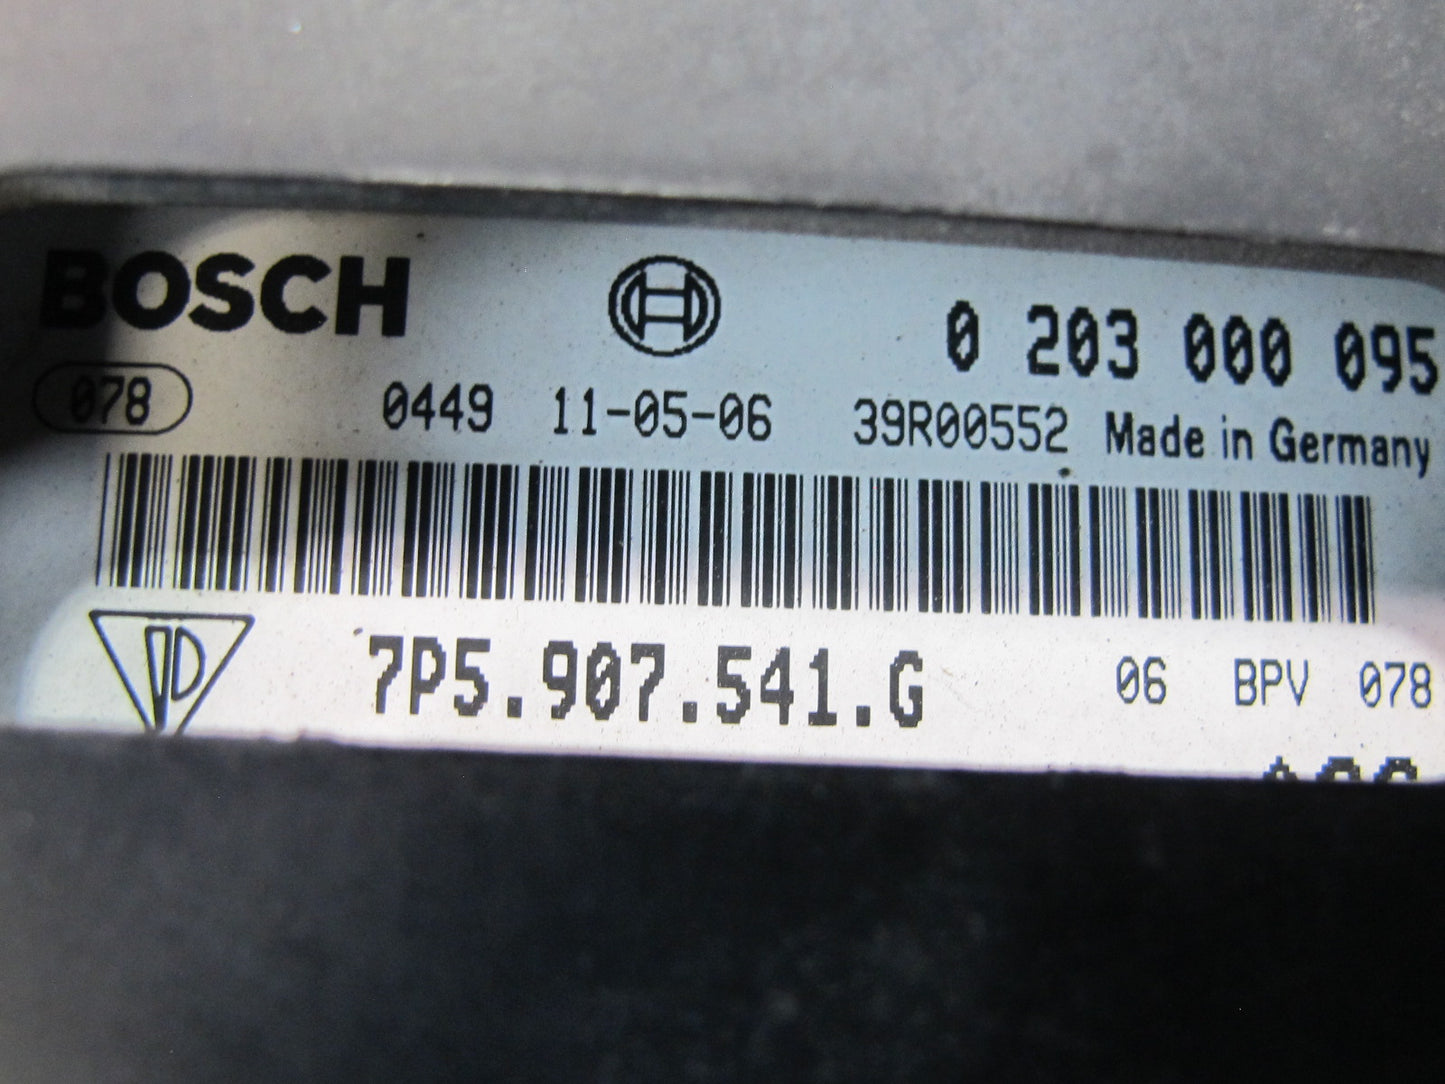 BOSCH 0 203 000 095
078 0449 11-05-06 39R00552 Made in Germany
7P5.907.541.G 06 BPV 078